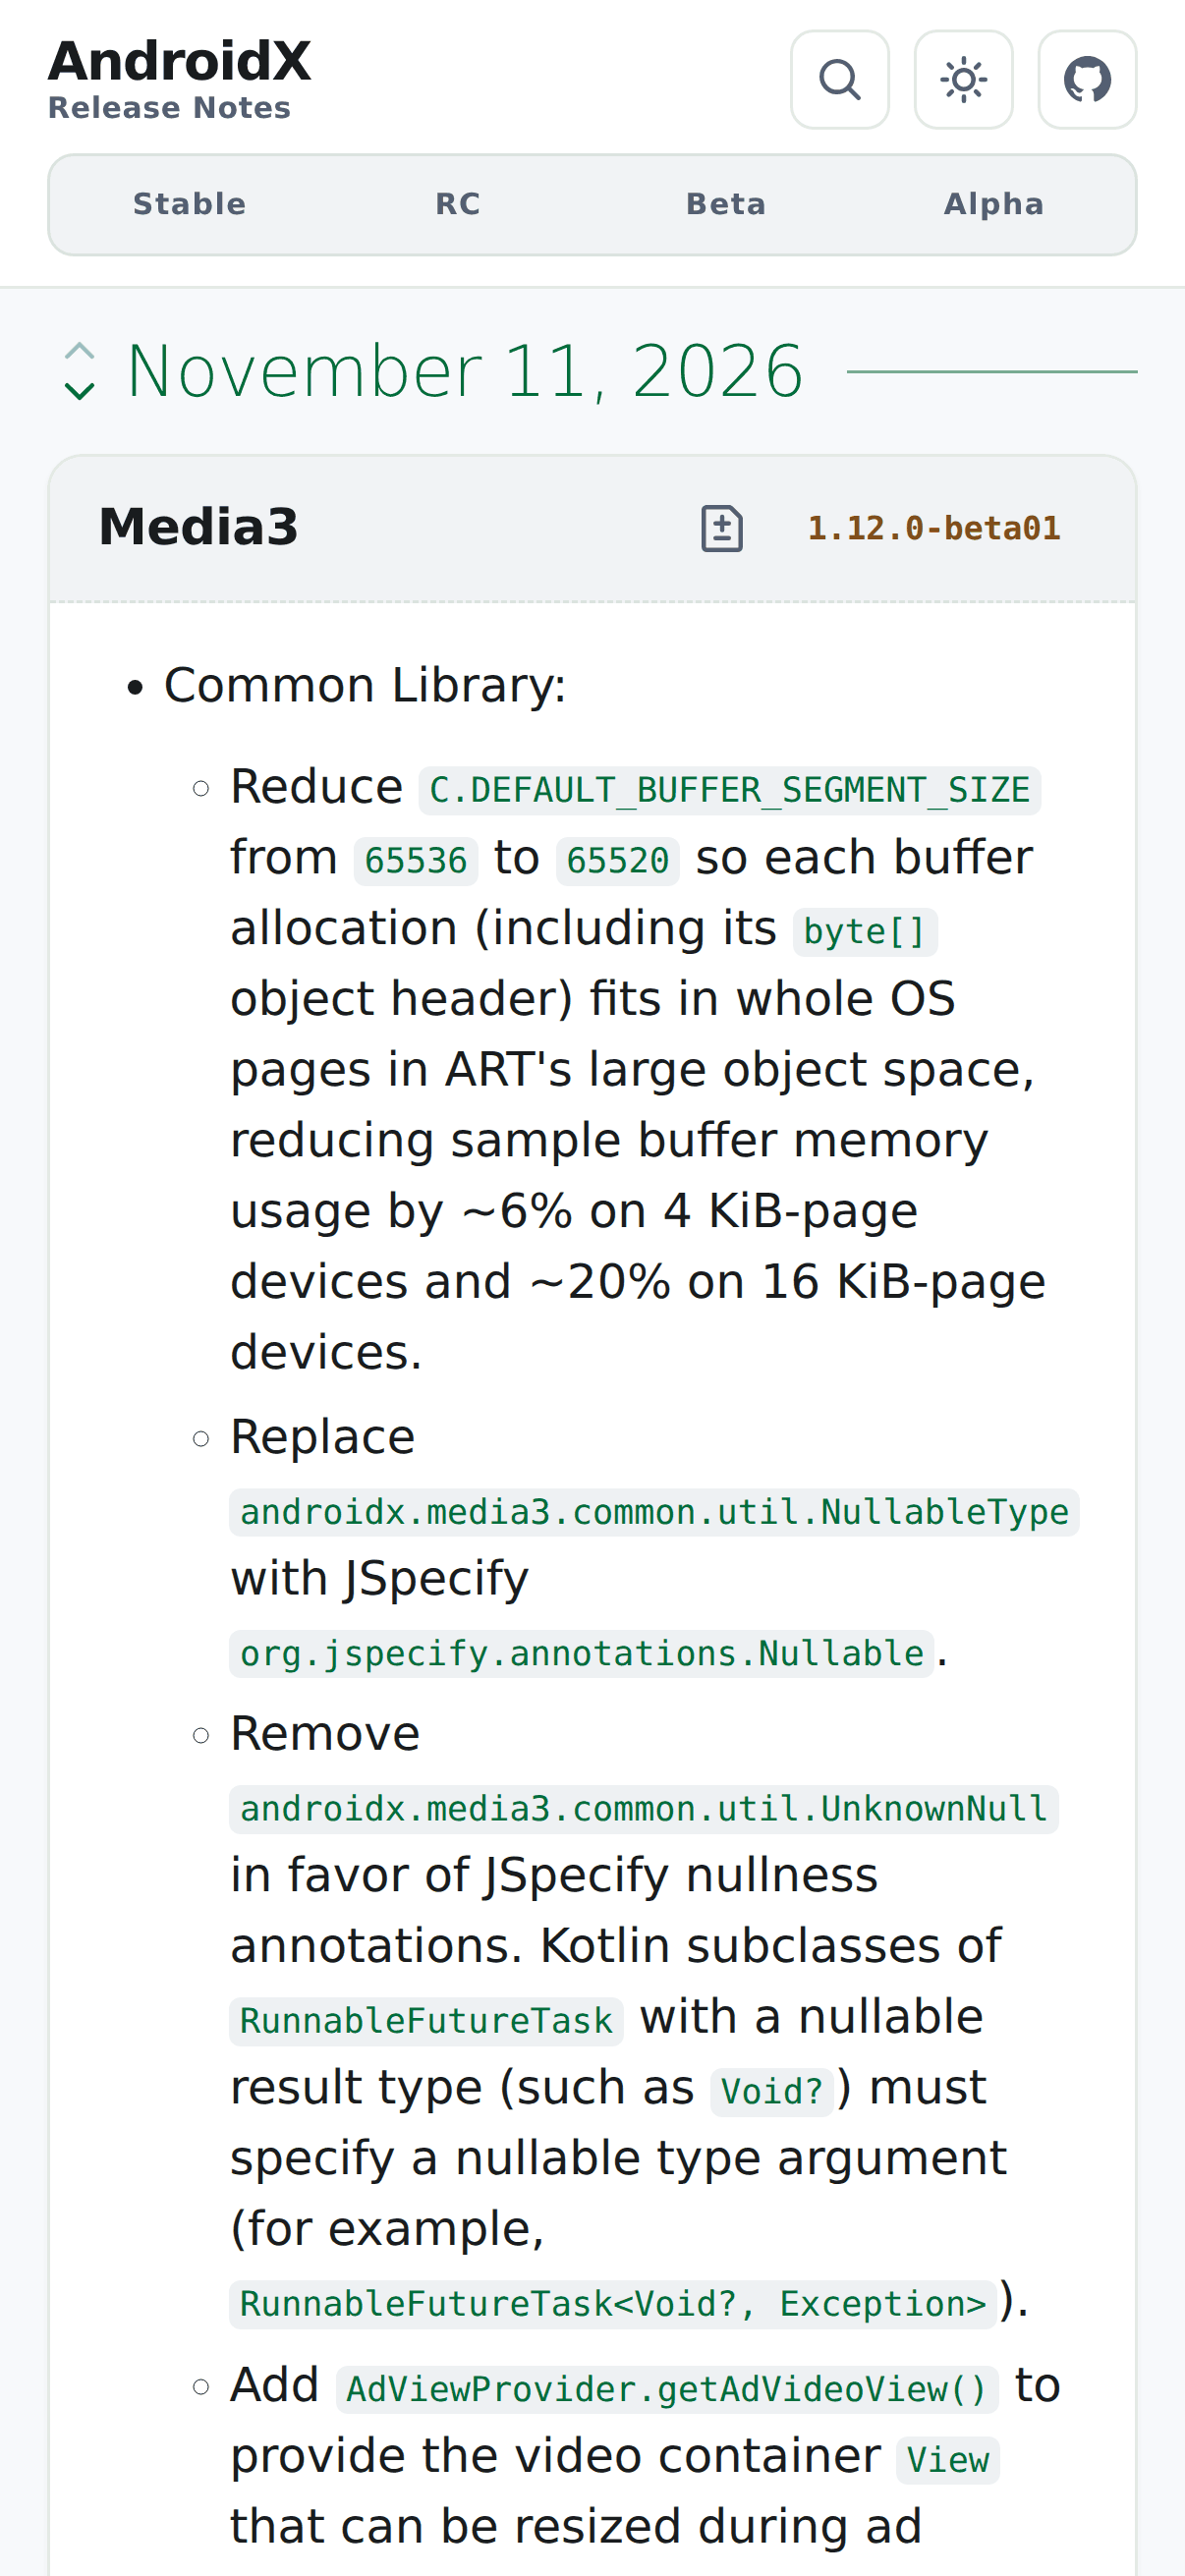 AndroidX
Release Notes
Stable RC Beta Alpha
November 11, 2026
Media3
1.12.0-beta01
• Common Library:
◦ Reduce C.DEFAULT_BUFFER_SEGMENT_SIZE
from 65536 to 65520 so each buffer
allocation (including its byte[]
object header) fits in whole OS
pages in ART's large object space,
reducing sample buffer memory
usage by ~6% on 4 KiB-page
devices and ~20% on 16 KiB-page
devices.
◦ Replace
androidx.media3.common.util.NullableType
with JSpecify
org.jspecify.annotations.Nullable.
◦ Remove
androidx.media3.common.util.UnknownNull
in favor of JSpecify nullness
annotations. Kotlin subclasses of
RunnableFutureTask with a nullable
result type (such as Void?) must
specify a nullable type argument
(for example,
RunnableFutureTask<Void?, Exception>).
◦ Add AdViewProvider.getAdVideoView() to
provide the video container View
that can be resized during ad